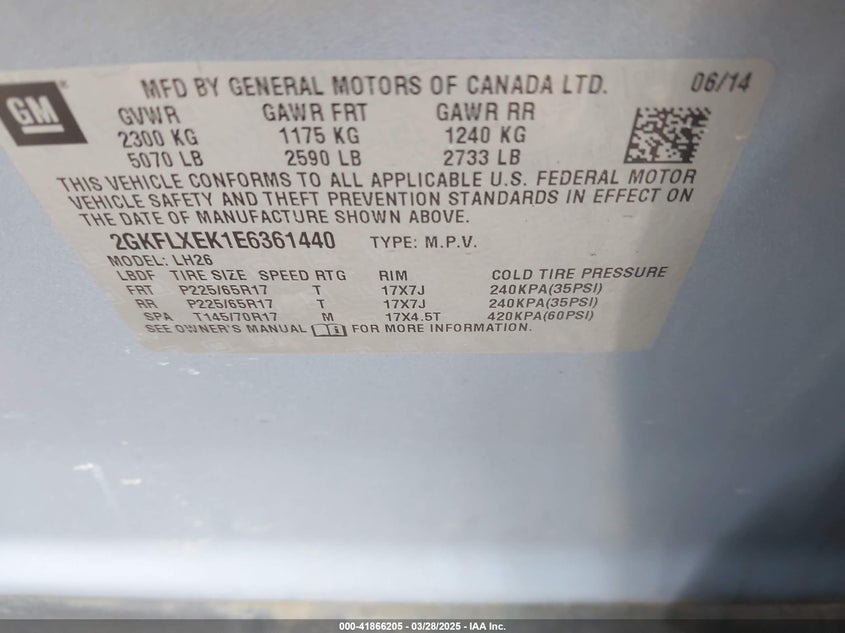 GM
MFD BY GENERAL MOTORS OF CANADA LTD. 06/14
GVWR GAWR FRT GAWR RR
2300 KG 1175 KG 1240 KG
5070 LB 2590 LB 2733 LB
THIS VEHICLE CONFORMS TO ALL APPLICABLE U.S. FEDERAL MOTOR
VEHICLE SAFETY AND THEFT PREVENTION STANDARDS IN EFFECT ON
THE DATE OF MANUFACTURE SHOWN ABOVE.
2GKFLXEK1E6361440 TYPE: M.P.V.
MODEL: LH26
LBDF TIRE SIZE SPEED RTG RIM COLD TIRE PRESSURE
FRT P225/65R17 T 17X7J 240KPA(35PSI)
RR P225/65R17 T 17X7J 240KPA(35PSI)
SPA T145/70R17 M 17X4.5T 420KPA(60PSI)
SEE OWNER'S MANUAL FOR MORE INFORMATION.
000-41866205 - 03/28/2025 - IAA Inc.